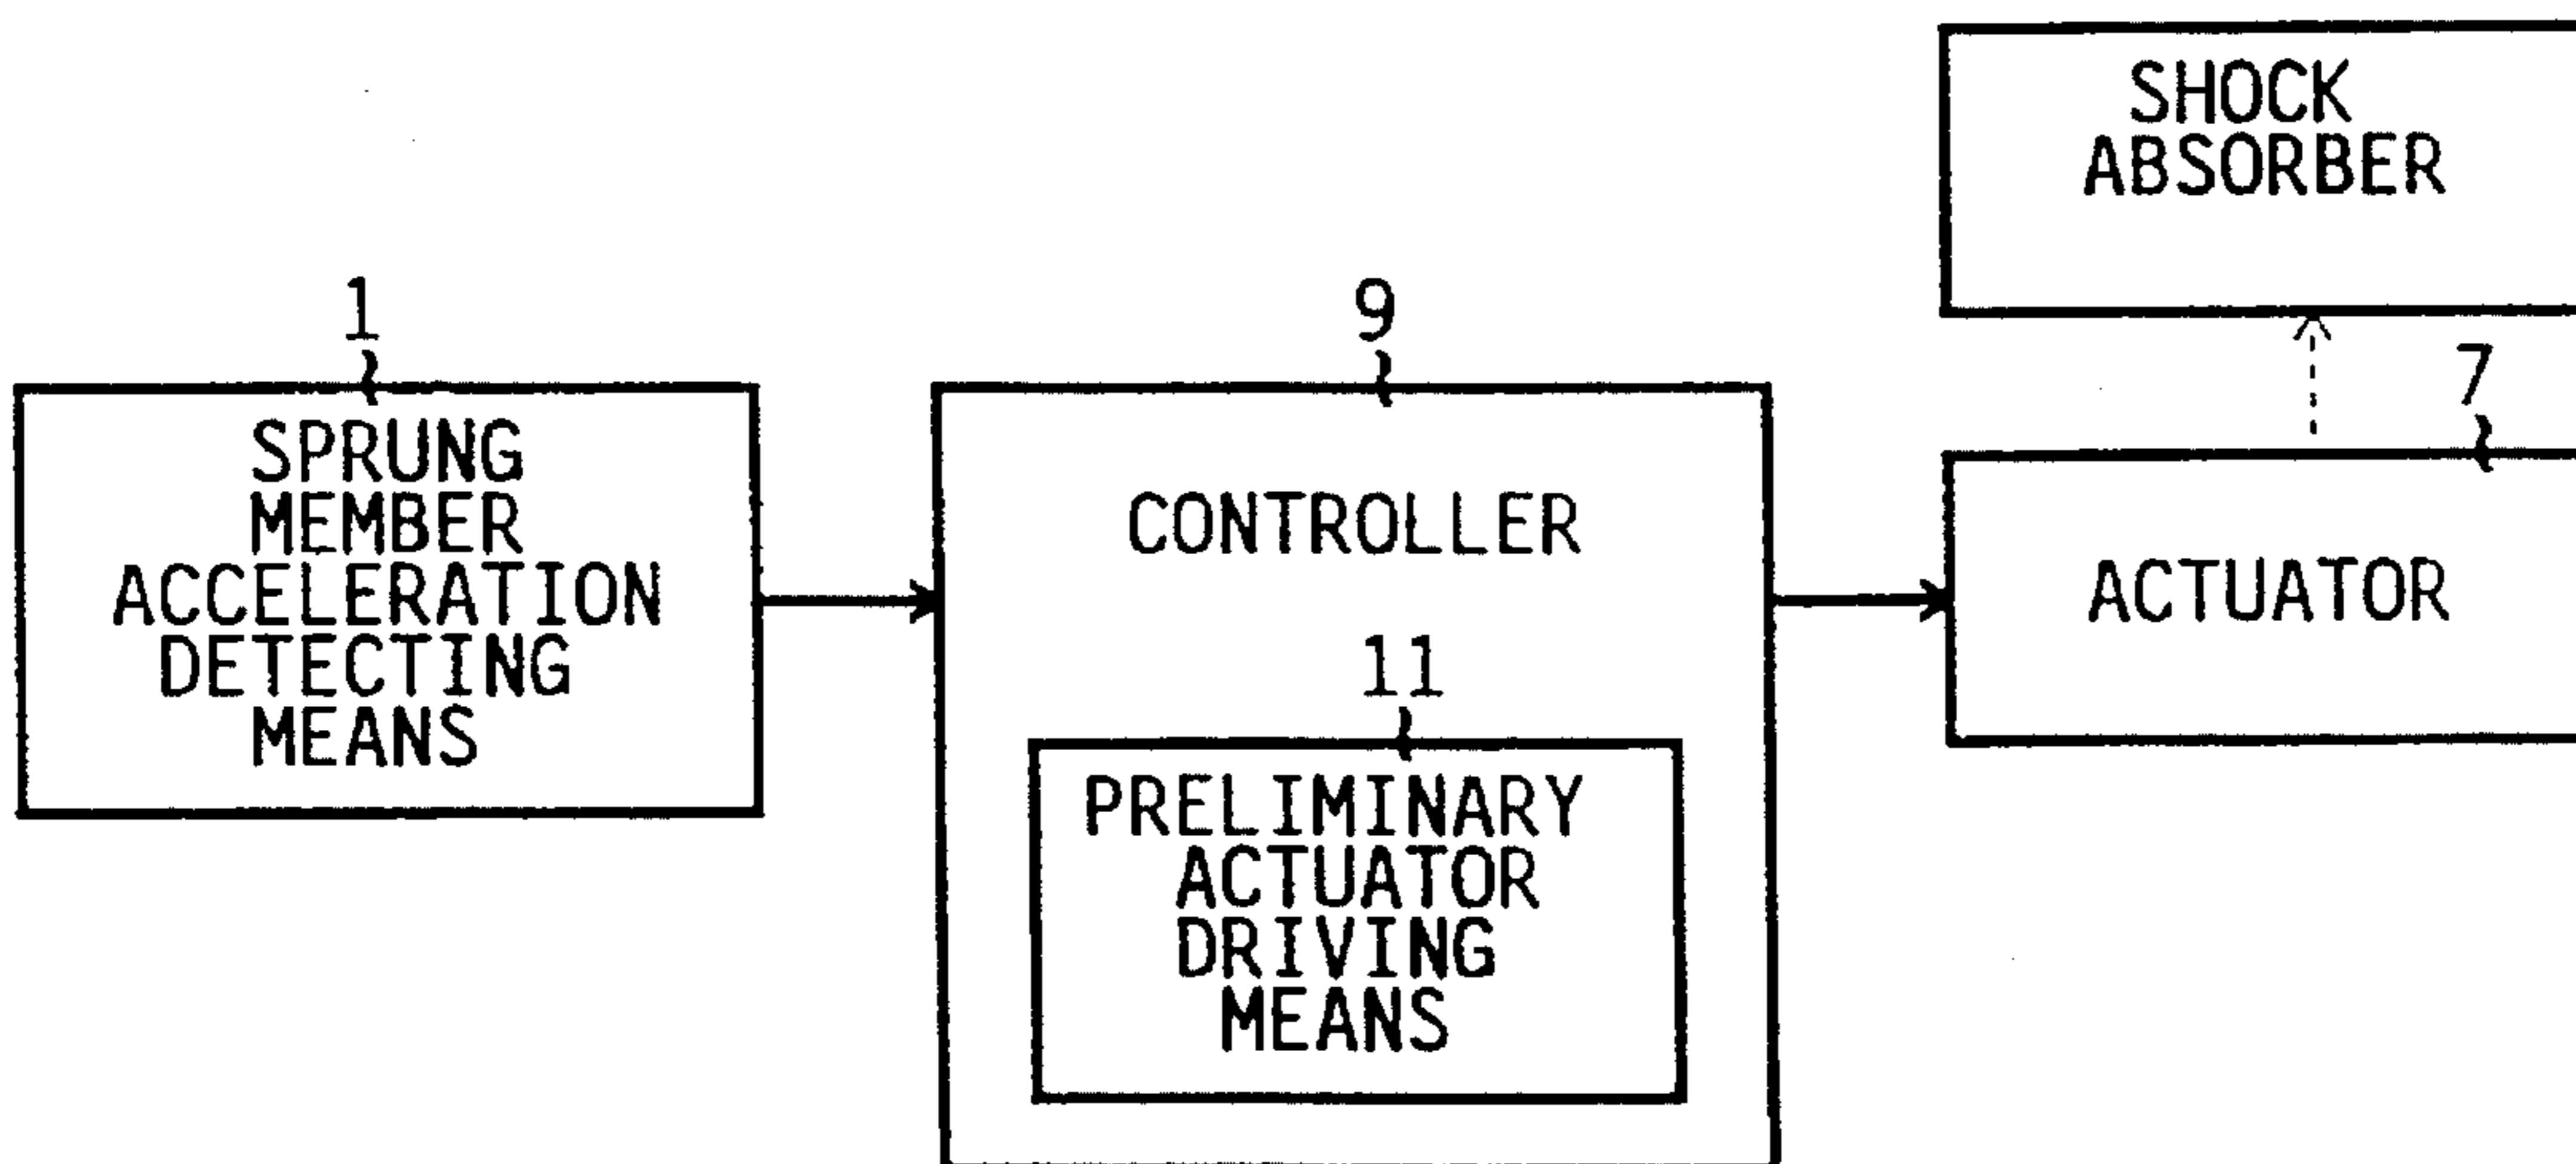 SHOCK
ABSORBER
1
SPRUNG
MEMBER
ACCELERATION
DETECTING
MEANS
9
CONTROLLER
11
PRELIMINARY
ACTUATOR
DRIVING
MEANS
7
ACTUATOR